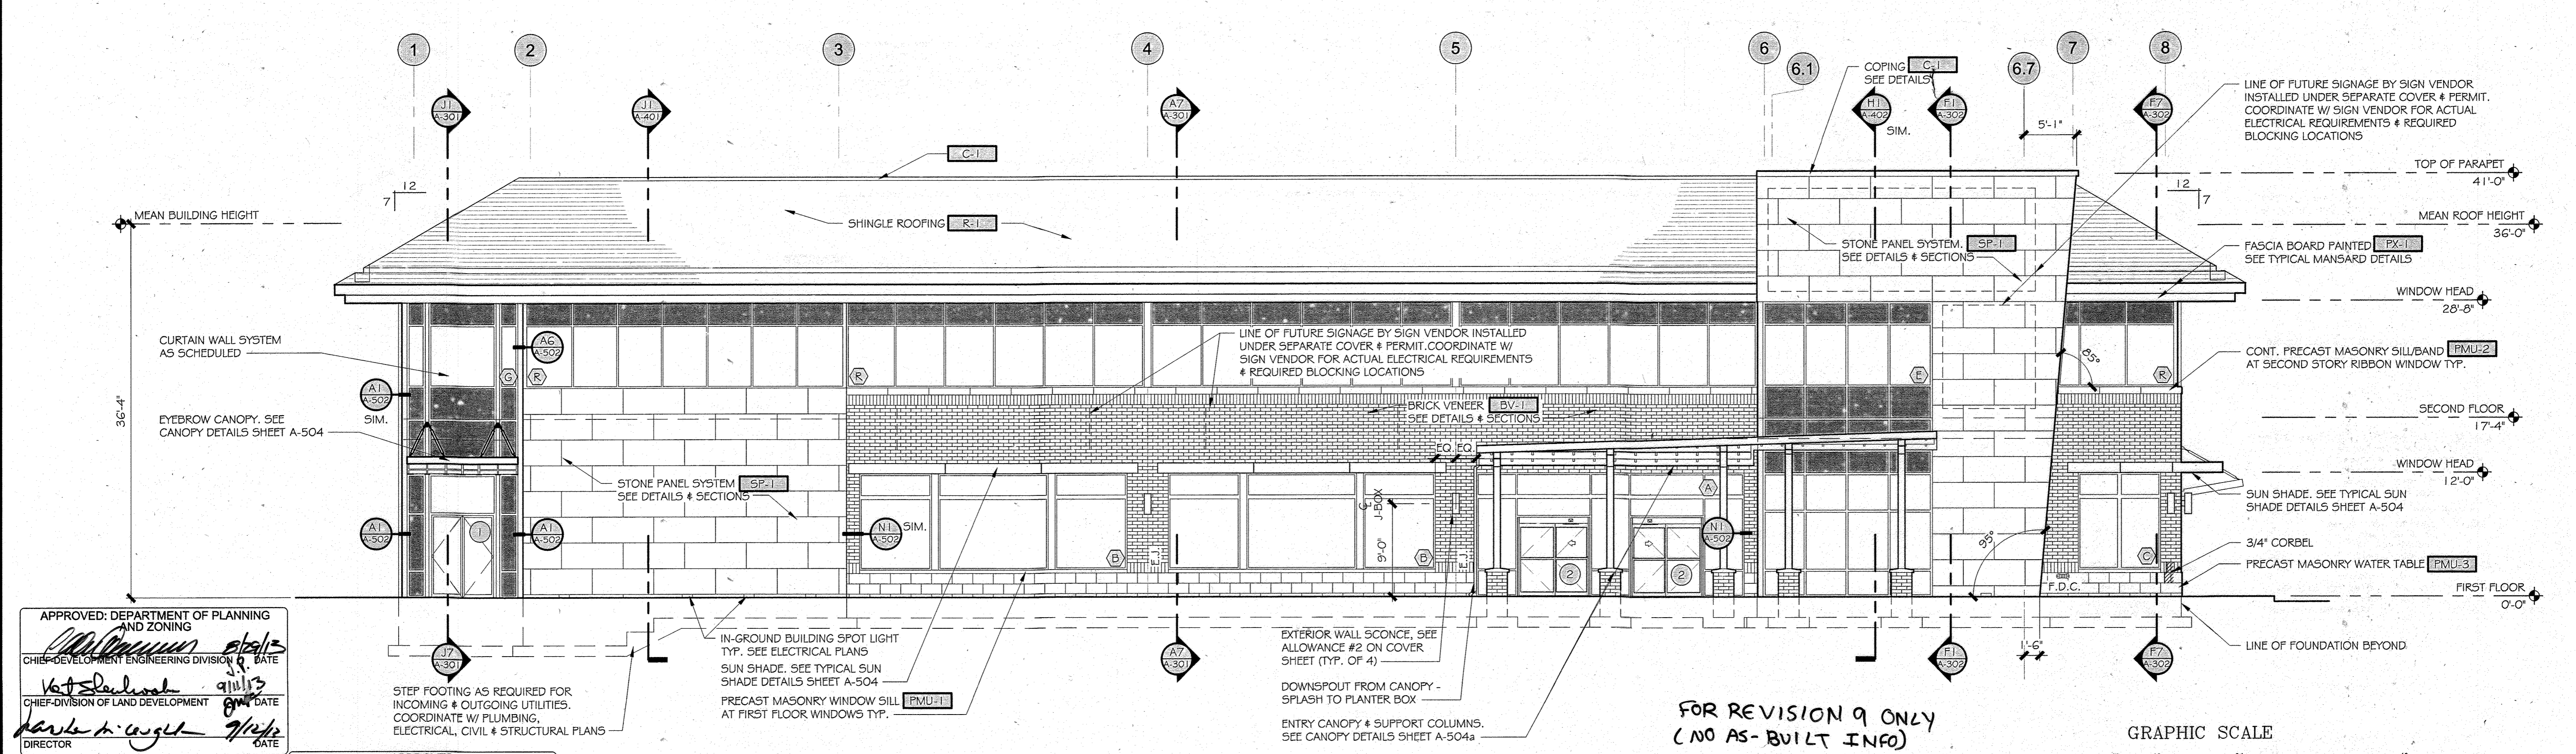 1
2
3
4
5
6
6.1
6.7
7
8
J1
A-301
J1
A-401
A7
A-301
COPING C-1
SEE DETAILS
H1
A-402
SIM.
F1
A-302
F7
A-302
5'-1"
LINE OF FUTURE SIGNAGE BY SIGN VENDOR
INSTALLED UNDER SEPARATE COVER & PERMIT.
COORDINATE W/ SIGN VENDOR FOR ACTUAL
ELECTRICAL REQUIREMENTS & REQUIRED
BLOCKING LOCATIONS
C-1
12
7
MEAN BUILDING HEIGHT
SHINGLE ROOFING R-1
STONE PANEL SYSTEM. SP-1
SEE DETAILS & SECTIONS
12
7
TOP OF PARAPET
41'-0"
MEAN ROOF HEIGHT
36'-0"
FASCIA BOARD PAINTED PX-1
SEE TYPICAL MANSARD DETAILS
WINDOW HEAD
28'-8"
CURTAIN WALL SYSTEM
AS SCHEDULED
A6
A-502
G
R
R
LINE OF FUTURE SIGNAGE BY SIGN VENDOR INSTALLED
UNDER SEPARATE COVER & PERMIT.COORDINATE W/
SIGN VENDOR FOR ACTUAL ELECTRICAL REQUIREMENTS
& REQUIRED BLOCKING LOCATIONS
E
85°
R
CONT. PRECAST MASONRY SILL/BAND PMU-2
AT SECOND STORY RIBBON WINDOW TYP.
A1
A-502
SIM.
36'-4"
EYEBROW CANOPY. SEE
CANOPY DETAILS SHEET A-504
BRICK VENEER BV-1
SEE DETAILS & SECTIONS
SECOND FLOOR
17'-4"
EQ. EQ.
WINDOW HEAD
12'-0"
STONE PANEL SYSTEM SP-1
SEE DETAILS & SECTIONS
A
℄
J-BOX
9'-0"
SUN SHADE. SEE TYPICAL SUN
SHADE DETAILS SHEET A-504
A1
A-502
1
A1
A-502
N1
A-502
SIM.
B
E.J.
B
E.J.
2
2
N1
A-502
95°
C
3/4" CORBEL
PRECAST MASONRY WATER TABLE PMU-3
F.D.C.
FIRST FLOOR
0'-0"
APPROVED: DEPARTMENT OF PLANNING
AND ZONING
8/29/13
CHIEF-DEVELOPMENT ENGINEERING DIVISION DATE
9/11/13
CHIEF-DIVISION OF LAND DEVELOPMENT DATE
9/12/13
DIRECTOR DATE
J7
A-301
IN-GROUND BUILDING SPOT LIGHT
TYP. SEE ELECTRICAL PLANS
SUN SHADE. SEE TYPICAL SUN
SHADE DETAILS SHEET A-504
PRECAST MASONRY WINDOW SILL PMU-1
AT FIRST FLOOR WINDOWS TYP.
STEP FOOTING AS REQUIRED FOR
INCOMING & OUTGOING UTILITIES.
COORDINATE W/ PLUMBING,
ELECTRICAL, CIVIL & STRUCTURAL PLANS
A7
A-301
EXTERIOR WALL SCONCE, SEE
ALLOWANCE #2 ON COVER
SHEET (TYP. OF 4)
DOWNSPOUT FROM CANOPY -
SPLASH TO PLANTER BOX
ENTRY CANOPY & SUPPORT COLUMNS.
SEE CANOPY DETAILS SHEET A-504a
F1
A-302
1'-6"
F7
A-302
LINE OF FOUNDATION BEYOND
FOR REVISION 9 ONLY
(NO AS-BUILT INFO)
GRAPHIC SCALE